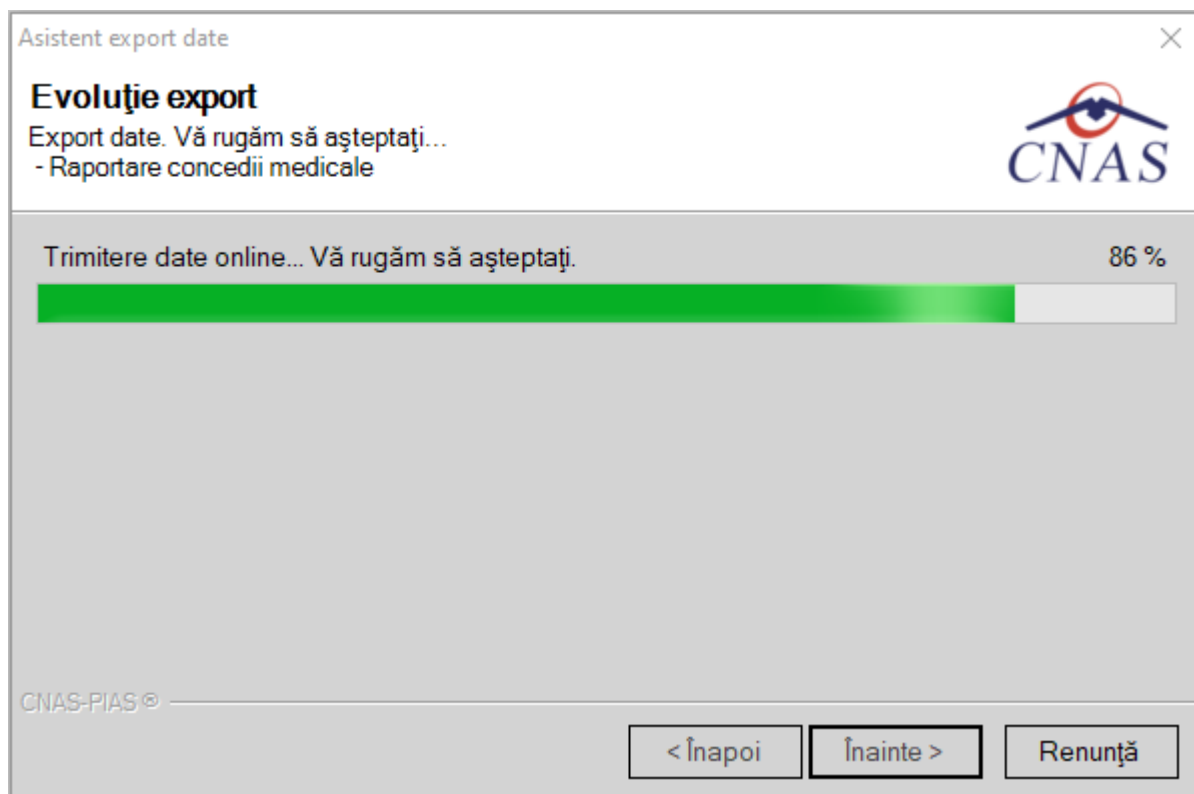 Asistent export date
Evoluţie export
Export date. Vă rugăm să aşteptaţi...
- Raportare concedii medicale
CNAS
Trimitere date online... Vă rugăm să aşteptaţi.
86 %
CNAS-PIAS ®
< Înapoi
Înainte >
Renunţă